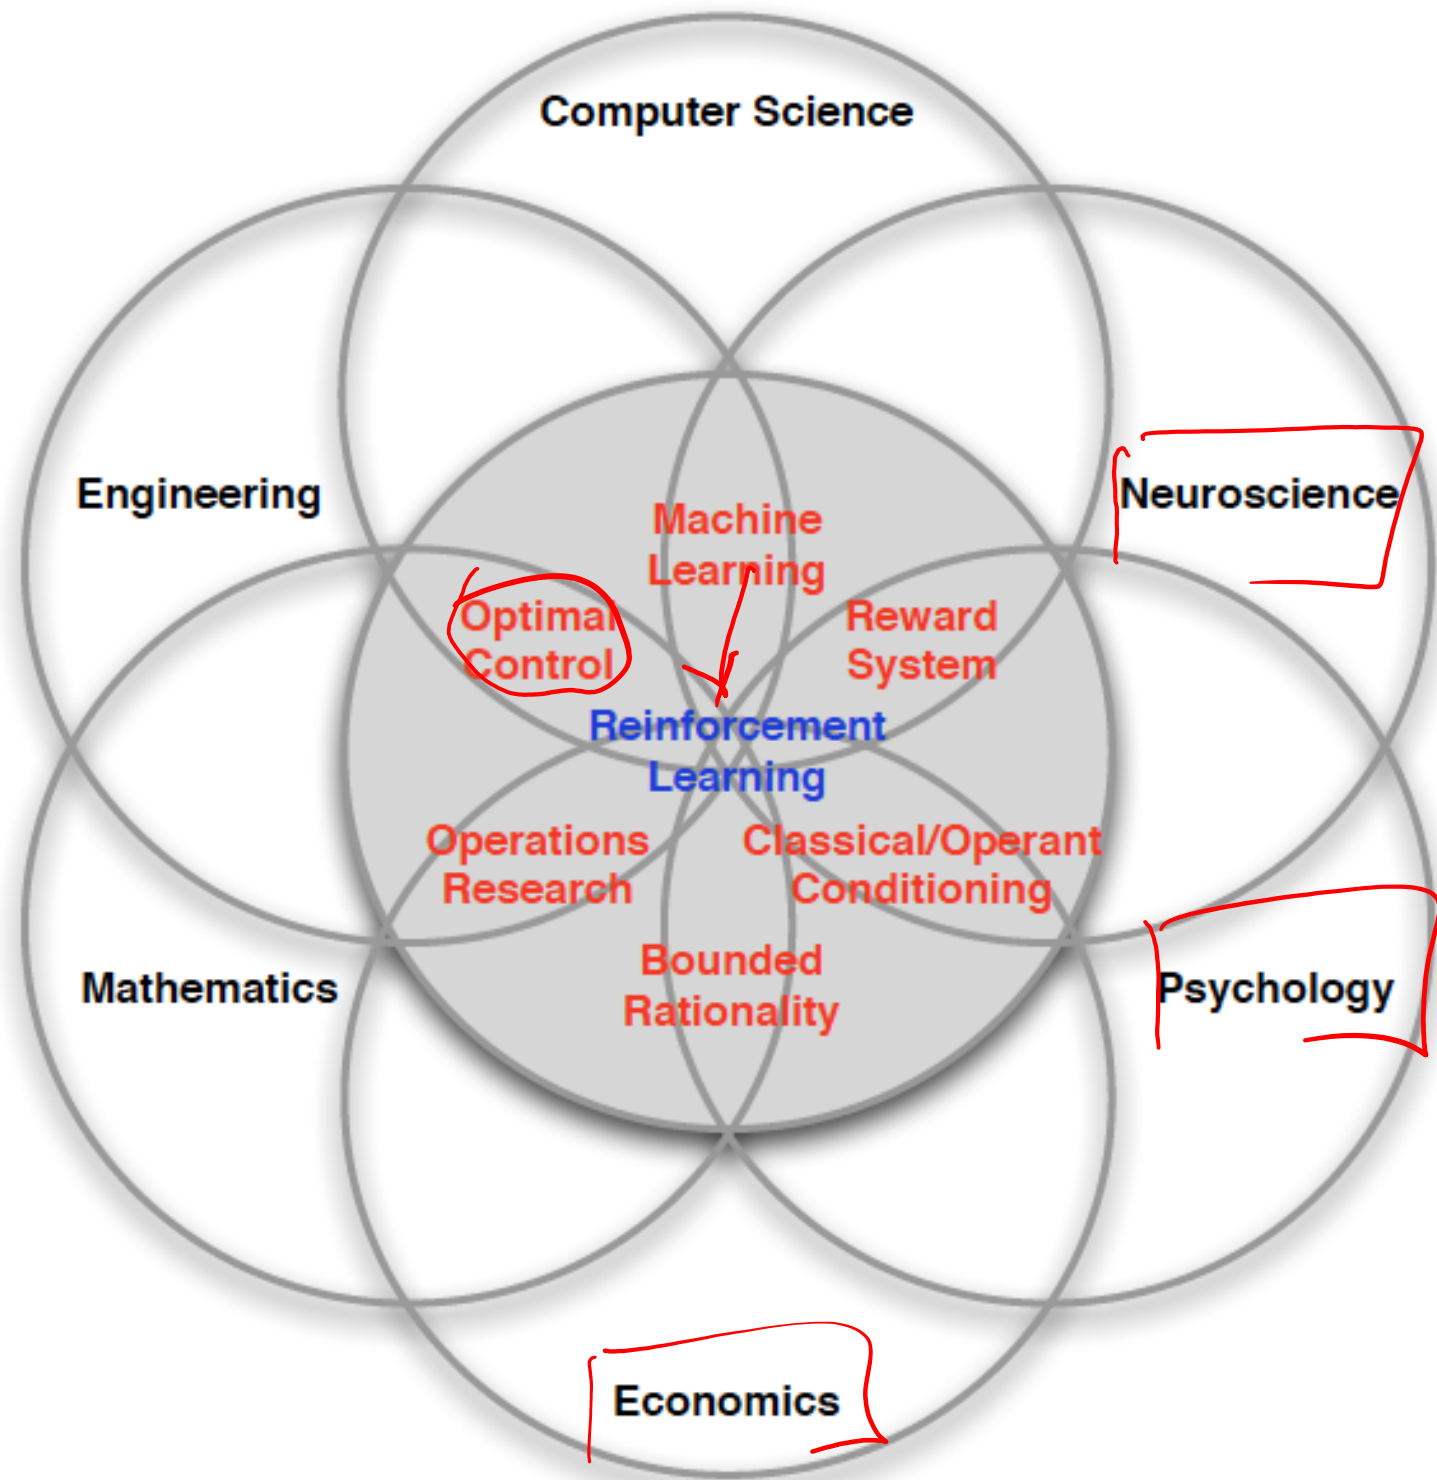 Computer Science
Engineering
Neuroscience
Machine
Learning
Optimal
Control
Reward
System
Reinforcement
Learning
Operations
Research
Classical/Operant
Conditioning
Bounded
Rationality
Mathematics
Psychology
Economics